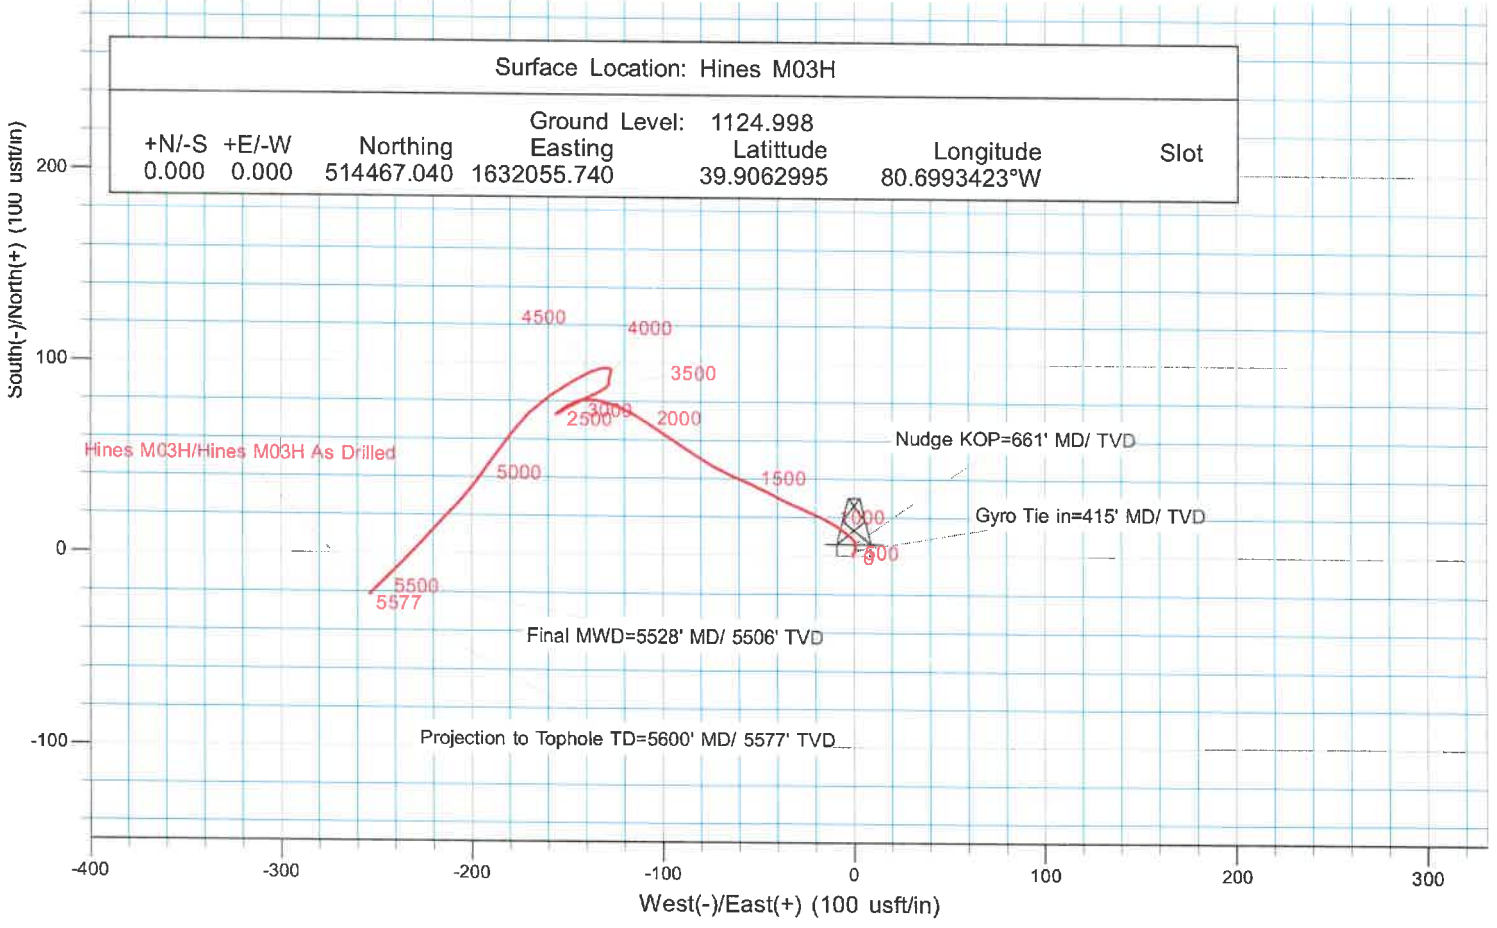 Surface Location: Hines M03H
Ground Level: 1124.998
+N/-S +E/-W Northing Easting Latittude Longitude Slot
0.000 0.000 514467.040 1632055.740 39.9062995 80.6993423°W
South(-)/North(+) (100 usft/in)
200
100
0
-100
4500
4000
3500
3000
2500
2000
Hines M03H/Hines M03H As Drilled
5000
1500
Nudge KOP=661' MD/ TVD
Gyro Tie in=415' MD/ TVD
1000
500
0
5500
5577
Final MWD=5528' MD/ 5506' TVD
Projection to Tophole TD=5600' MD/ 5577' TVD
-400 -300 -200 -100 0 100 200 300
West(-)/East(+) (100 usft/in)